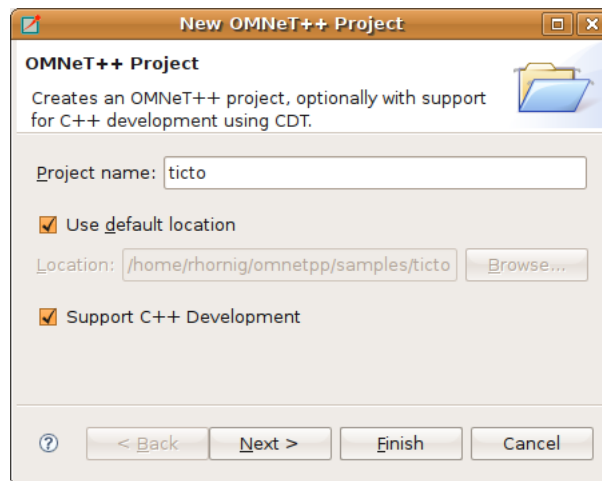 New OMNeT++ Project
OMNeT++ Project
Creates an OMNeT++ project, optionally with support
for C++ development using CDT.
Project name: ticto
Use default location
Location: /home/rhornig/omnetpp/samples/ticto Browse...
Support C++ Development
? < Back Next > Finish Cancel